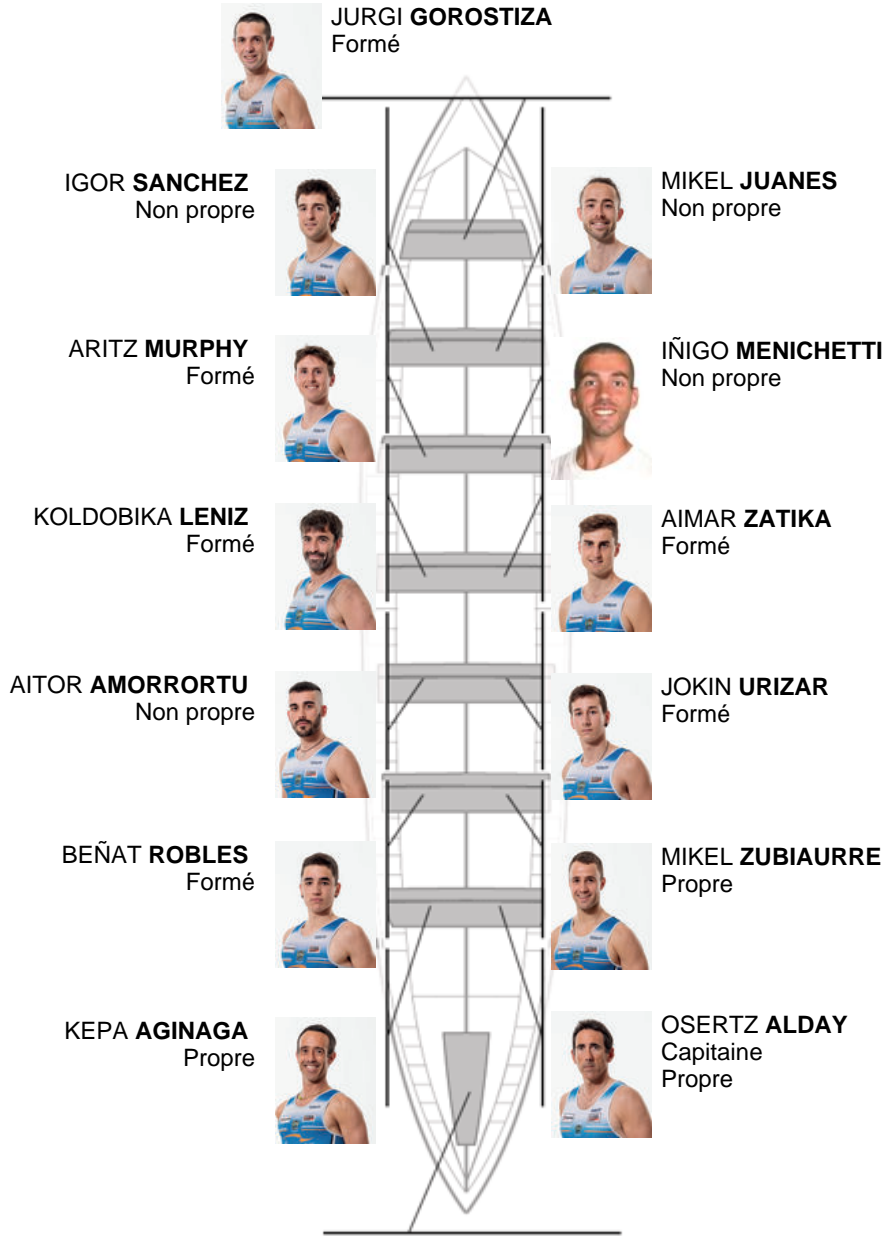 JURGI GOROSTIZA
Formé
IGOR SANCHEZ
Non propre
MIKEL JUANES
Non propre
ARITZ MURPHY
Formé
IÑIGO MENICHETTI
Non propre
KOLDOBIKA LENIZ
Formé
AIMAR ZATIKA
Formé
AITOR AMORRORTU
Non propre
JOKIN URIZAR
Formé
BEÑAT ROBLES
Formé
MIKEL ZUBIAURRE
Propre
KEPA AGINAGA
Propre
OSERTZ ALDAY
Capitaine
Propre